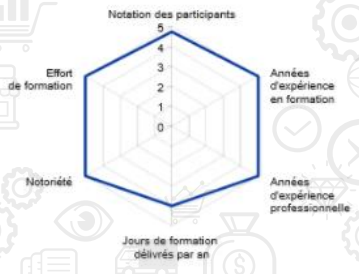 Notation des participants
5
4
3
2
1
0
Effort
de formation
Années
d'expérience
en formation
Notoriété
Années
d'expérience
professionnelle
Jours de formation
délivrés par an